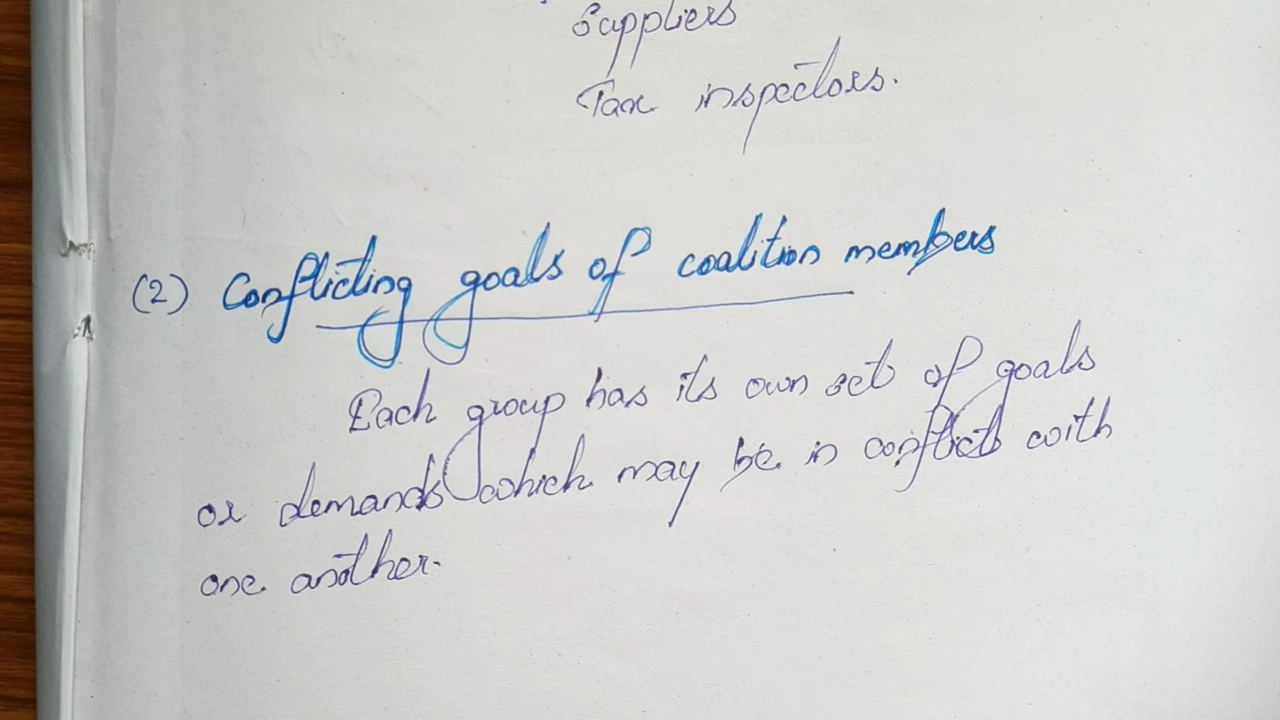 Suppliers
Tax inspectors.
(2) Conflicting goals of coalition members
Each group has its own set of goals
or demands which may be in conflict with
one another.